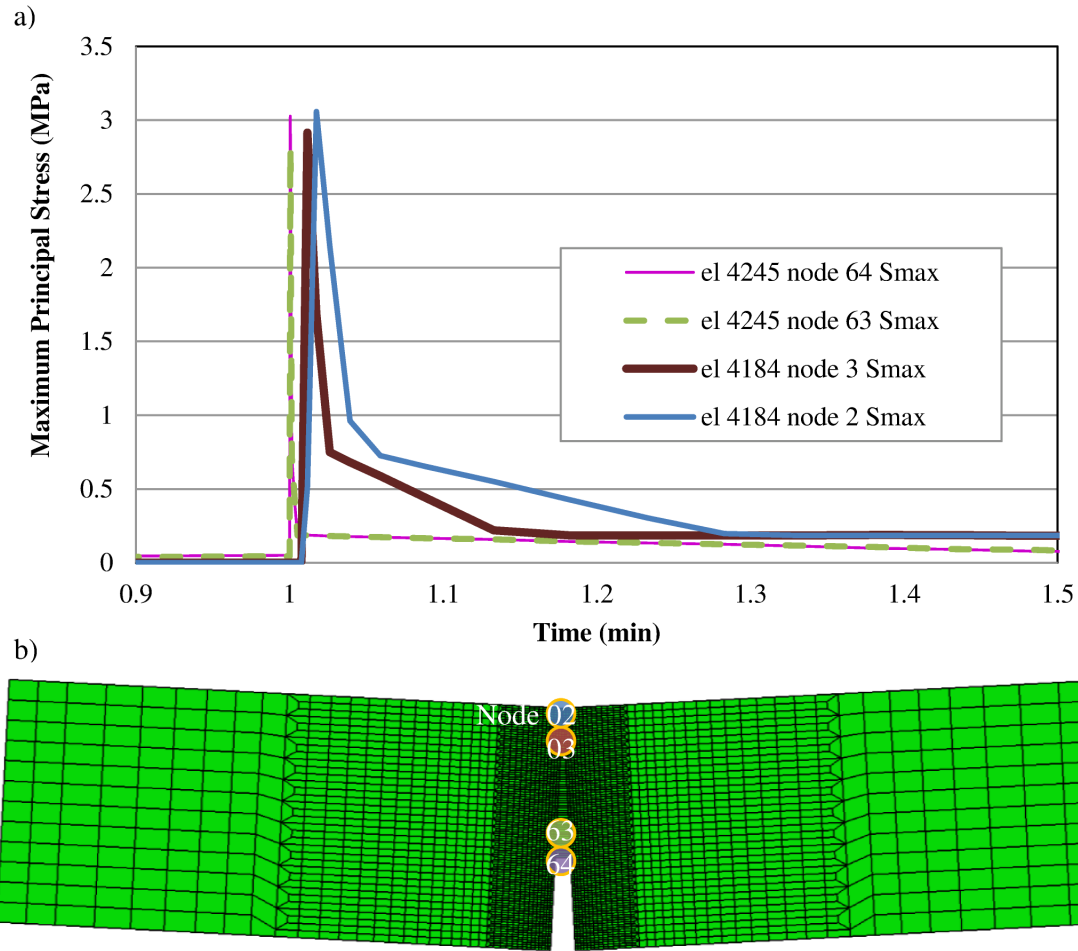 a)
Maximum Principal Stress (MPa)
3.5
3
2.5
2
1.5
1
0.5
0
el 4245 node 64 Smax
el 4245 node 63 Smax
el 4184 node 3 Smax
el 4184 node 2 Smax
0.9 1 1.1 1.2 1.3 1.4 1.5
Time (min)
b)
Node 02
03
63
64